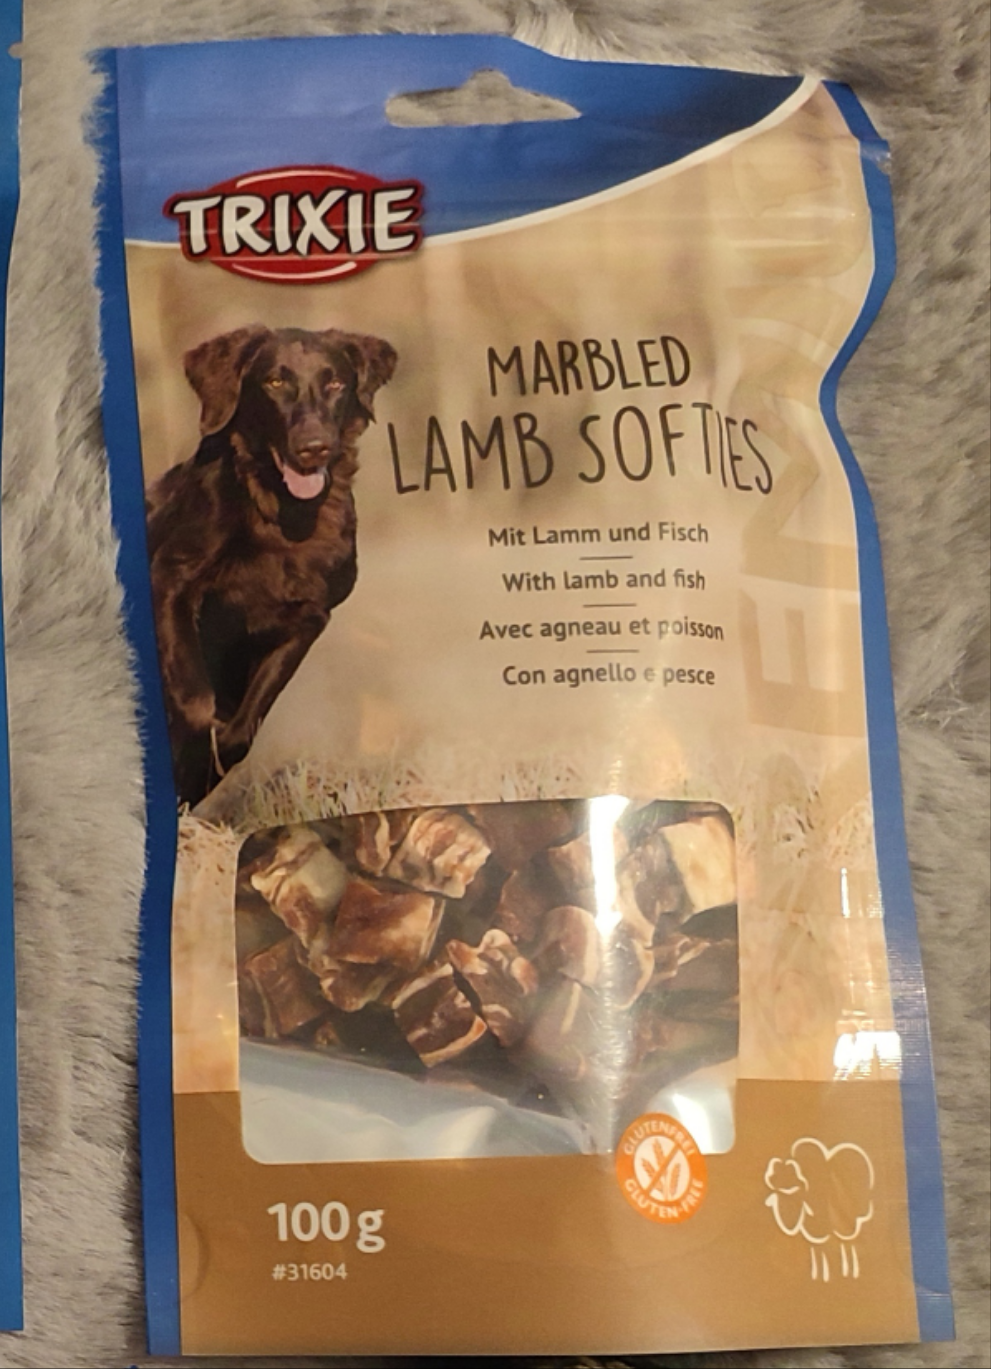 TRIXIE
MARBLED
LAMB SOFTIES
Mit Lamm und Fisch
With lamb and fish
Avec agneau et poisson
Con agnello e pesce
GLUTENFREI
GLUTEN-FREE
100 g
#31604